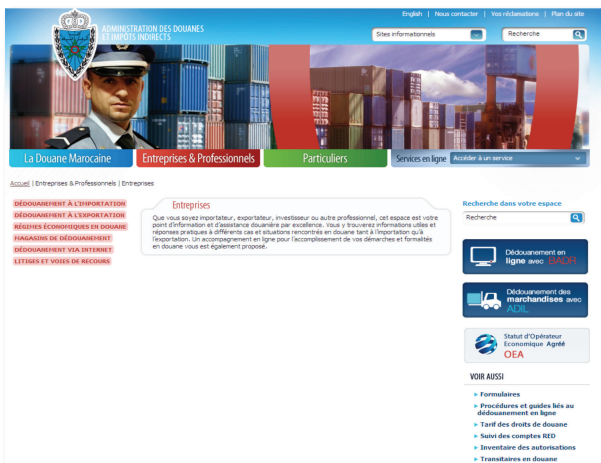 English | Nous contacter | Vos réclamations | Plan du site
ADMINISTRATION DES DOUANES
ET IMPÔTS INDIRECTS
Sites informationnels
Recherche
La Douane Marocaine
Entreprises & Professionnels
Particuliers
Services en ligne
Accéder à un service
Accueil | Entreprises & Professionnels | Entreprises
DÉDOUANEMENT À L'IMPORTATION
DÉDOUANEMENT À L'EXPORTATION
RÉGIMES ÉCONOMIQUES EN DOUANE
MAGASINS DE DÉDOUANEMENT
DÉDOUANEMENT VIA INTERNET
LITIGES ET VOIES DE RECOURS
Entreprises
Que vous soyez importateur, exportateur, investisseur ou autre professionnel, cet espace est votre
point d'information et d'assistance douanière par excellence. Vous y trouverez informations utiles et
réponses pratiques à différents cas et situations rencontrés en douane tant à l'importation qu'à
l'exportation. Un accompagnement en ligne pour l'accomplissement de vos démarches et formalités
en douane vous est également proposé.
Recherche dans votre espace
Recherche
Dédouanement en
ligne avec BADR
Dédouanement des
marchandises avec
ADIL
Statut d'Opérateur
Economique Agréé
OEA
VOIR AUSSI
Formulaires
Procédures et guides liés au
dédouanement en ligne
Tarif des droits de douane
Suivi des comptes RED
Inventaire des autorisations
Transitaires en douane